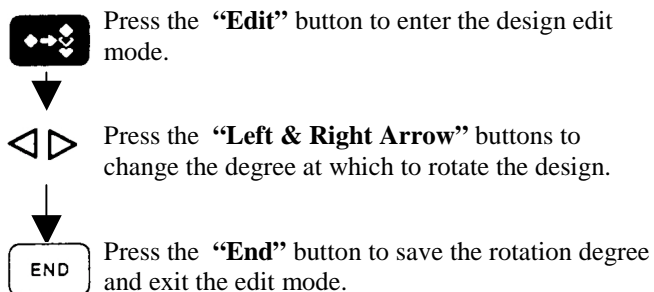 Press the “Edit” button to enter the design edit
mode.
Press the “Left & Right Arrow” buttons to
change the degree at which to rotate the design.
END
Press the “End” button to save the rotation degree
and exit the edit mode.